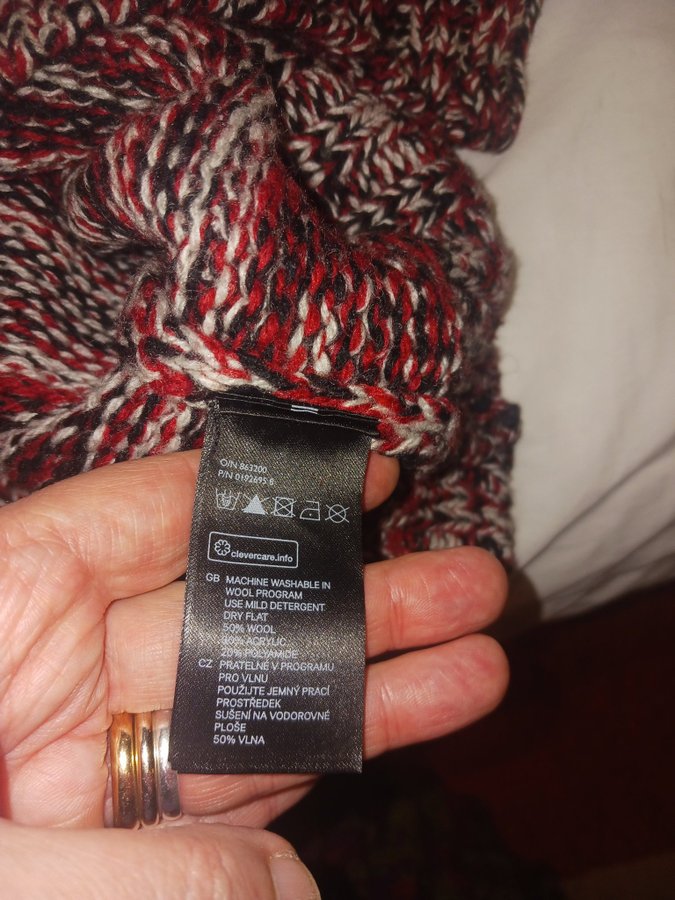 O/N 863200
P/N 0192695 8
clevercare.info
GB MACHINE WASHABLE IN
WOOL PROGRAM
USE MILD DETERGENT
DRY FLAT
50% WOOL
30% ACRYLIC
20% POLYAMIDE
CZ PRATELNÉ V PROGRAMU
PRO VLNU
POUŽIJTE JEMNÝ PRACÍ
PROSTŘEDEK
SUŠENÍ NA VODOROVNÉ
PLOŠE
50% VLNA